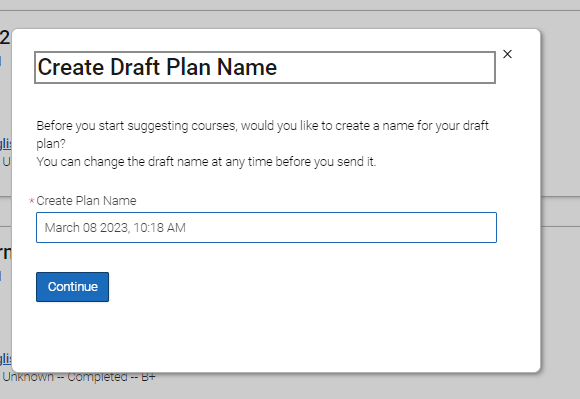 2
Create Draft Plan Name
×
Before you start suggesting courses, would you like to create a name for your draft
plan?
You can change the draft name at any time before you send it.
* Create Plan Name
March 08 2023, 10:18 AM
Continue
Unknown -- Completed -- B+